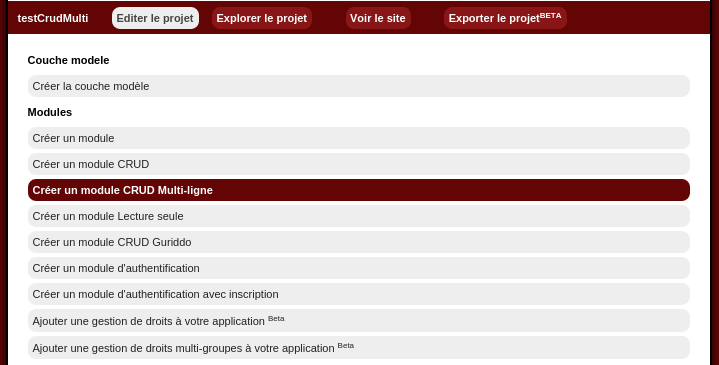 testCrudMulti Editer le projet Explorer le projet Voir le site Exporter le projetBETA
Couche modele
Créer la couche modèle
Modules
Créer un module
Créer un module CRUD
Créer un module CRUD Multi-ligne
Créer un module Lecture seule
Créer un module CRUD Guriddo
Créer un module d'authentification
Créer un module d'authentification avec inscription
Ajouter une gestion de droits à votre application Beta
Ajouter une gestion de droits multi-groupes à votre application Beta